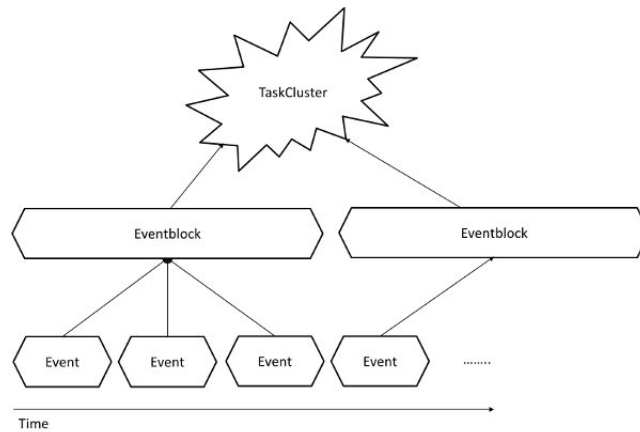 TaskCluster
Eventblock
Eventblock
Event
Event
Event
Event
........
Time